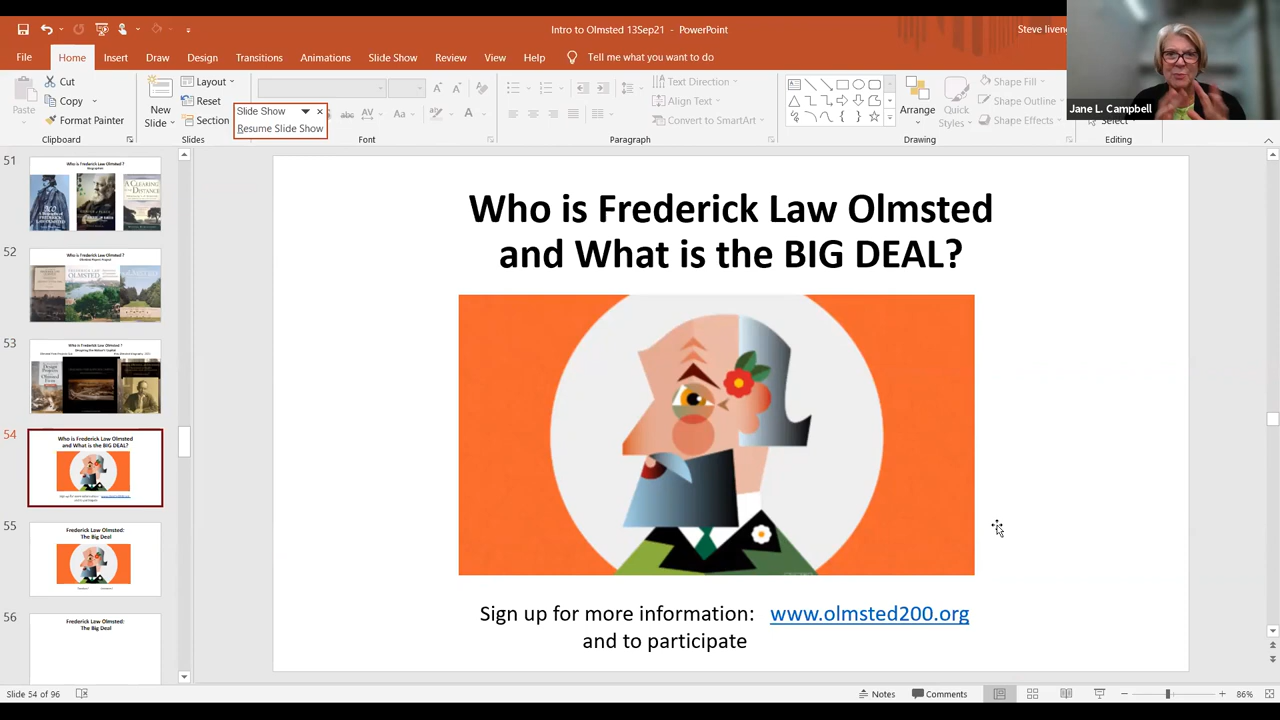 Intro to Olmsted 13Sep21 - PowerPoint
Steve liveng
File Home Insert Draw Design Transitions Animations Slide Show Review View Help Tell me what you want to do
Paste
Cut
Copy
Format Painter
Clipboard
New
Slide
Layout
Reset
Section
Slides
Slide Show
Resume Slide Show
Font
Text Direction
Align Text
Convert to SmartArt
Paragraph
Arrange
Quick
Styles
Shape Fill
Shape Outline
Shape Effects
Drawing
Select
Editing
Jane L. Campbell
51
Who is Frederick Law Olmsted ?
A CLEARING
52
Who is Frederick Law Olmsted ?
FREDERICK LAW
OLMSTED
53
Who is Frederick Law Olmsted ?
54
Who is Frederick Law Olmsted
and What is the BIG DEAL?
55
Frederick Law Olmsted:
The Big Deal
56
Frederick Law Olmsted:
The Big Deal
Who is Frederick Law Olmsted
and What is the BIG DEAL?
Sign up for more information: www.olmsted200.org
and to participate
Slide 54 of 96
Notes
Comments
86%